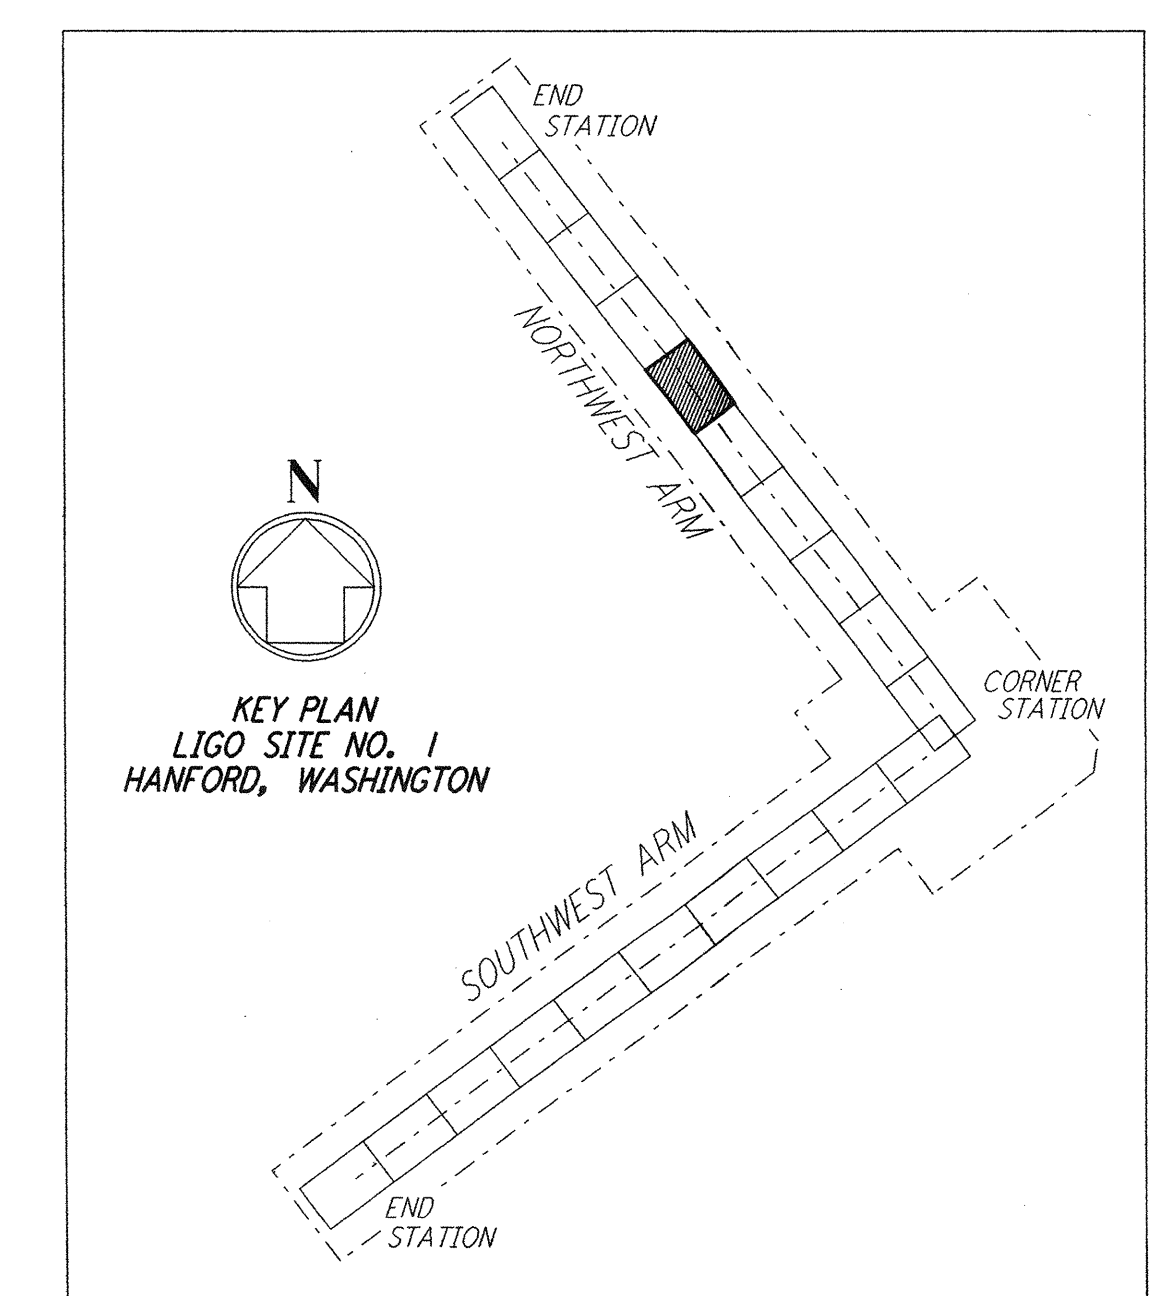 END
STATION
NORTHWEST ARM
N
CORNER
STATION
KEY PLAN
LIGO SITE NO. 1
HANFORD, WASHINGTON
SOUTHWEST ARM
END
STATION